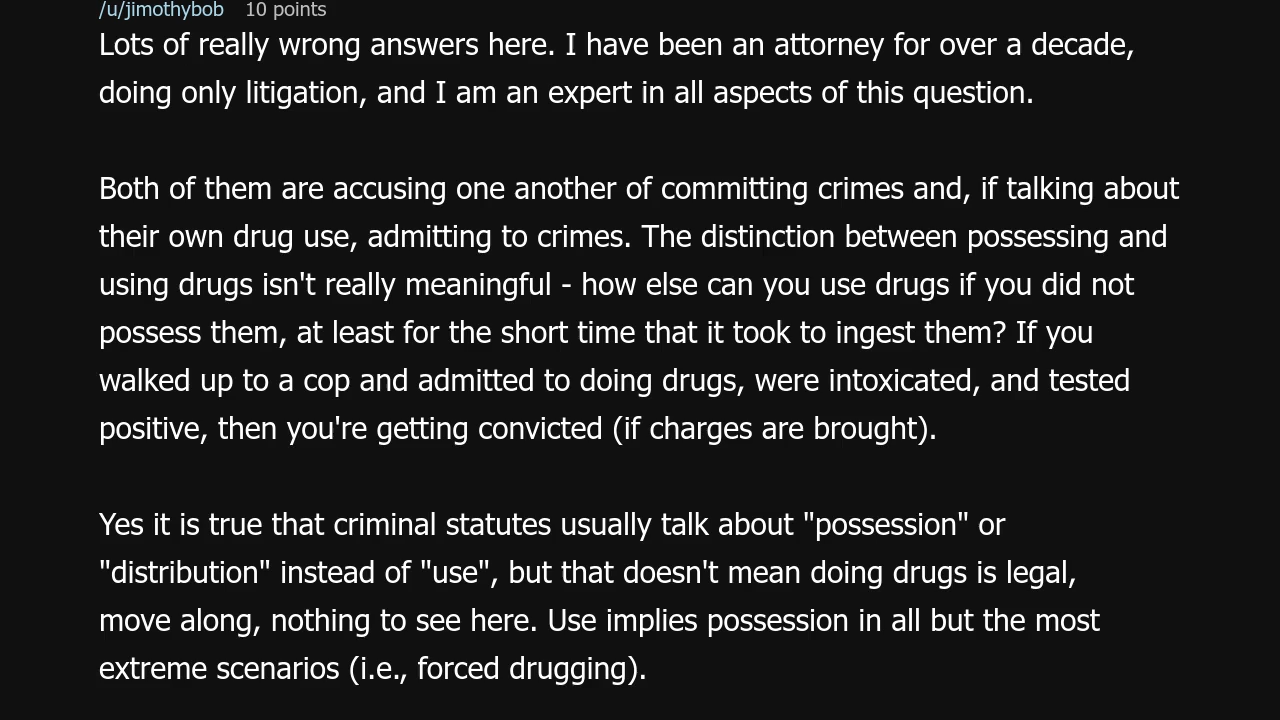 /u/jimothybob 10 points
Lots of really wrong answers here. I have been an attorney for over a decade,
doing only litigation, and I am an expert in all aspects of this question.
Both of them are accusing one another of committing crimes and, if talking about
their own drug use, admitting to crimes. The distinction between possessing and
using drugs isn't really meaningful - how else can you use drugs if you did not
possess them, at least for the short time that it took to ingest them? If you
walked up to a cop and admitted to doing drugs, were intoxicated, and tested
positive, then you're getting convicted (if charges are brought).
Yes it is true that criminal statutes usually talk about "possession" or
"distribution" instead of "use", but that doesn't mean doing drugs is legal,
move along, nothing to see here. Use implies possession in all but the most
extreme scenarios (i.e., forced drugging).